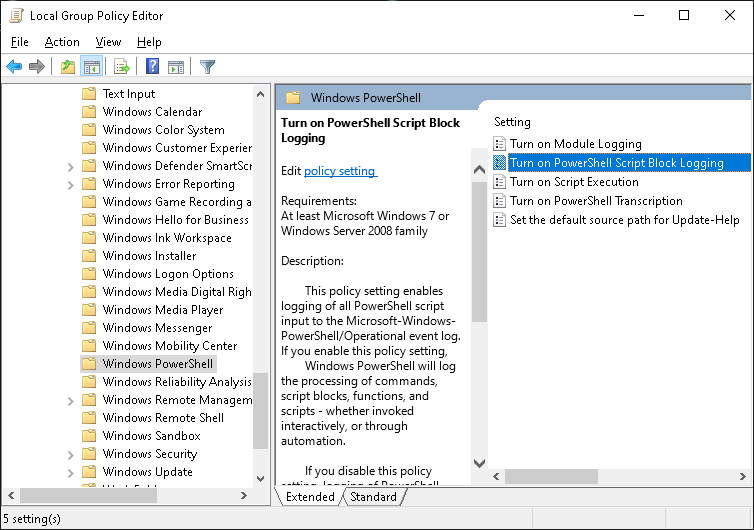 Local Group Policy Editor
File Action View Help
Text Input
Windows Calendar
Windows Color System
Windows Customer Experien
Windows Defender SmartScr
Windows Error Reporting
Windows Game Recording a
Windows Hello for Business
Windows Ink Workspace
Windows Installer
Windows Logon Options
Windows Media Digital Righ
Windows Media Player
Windows Messenger
Windows Mobility Center
Windows PowerShell
Windows Reliability Analysis
Windows Remote Managem
Windows Remote Shell
Windows Sandbox
Windows Security
Windows Update
Windows PowerShell
Turn on PowerShell Script Block
Logging
Edit policy setting
Requirements:
At least Microsoft Windows 7 or
Windows Server 2008 family
Description:
This policy setting enables
logging of all PowerShell script
input to the Microsoft-Windows-
PowerShell/Operational event log.
If you enable this policy setting,
Windows PowerShell will log
the processing of commands,
script blocks, functions, and
scripts - whether invoked
interactively, or through
automation.
If you disable this policy
setting, logging of PowerShell
Setting
Turn on Module Logging
Turn on PowerShell Script Block Logging
Turn on Script Execution
Turn on PowerShell Transcription
Set the default source path for Update-Help
Extended Standard
5 setting(s)